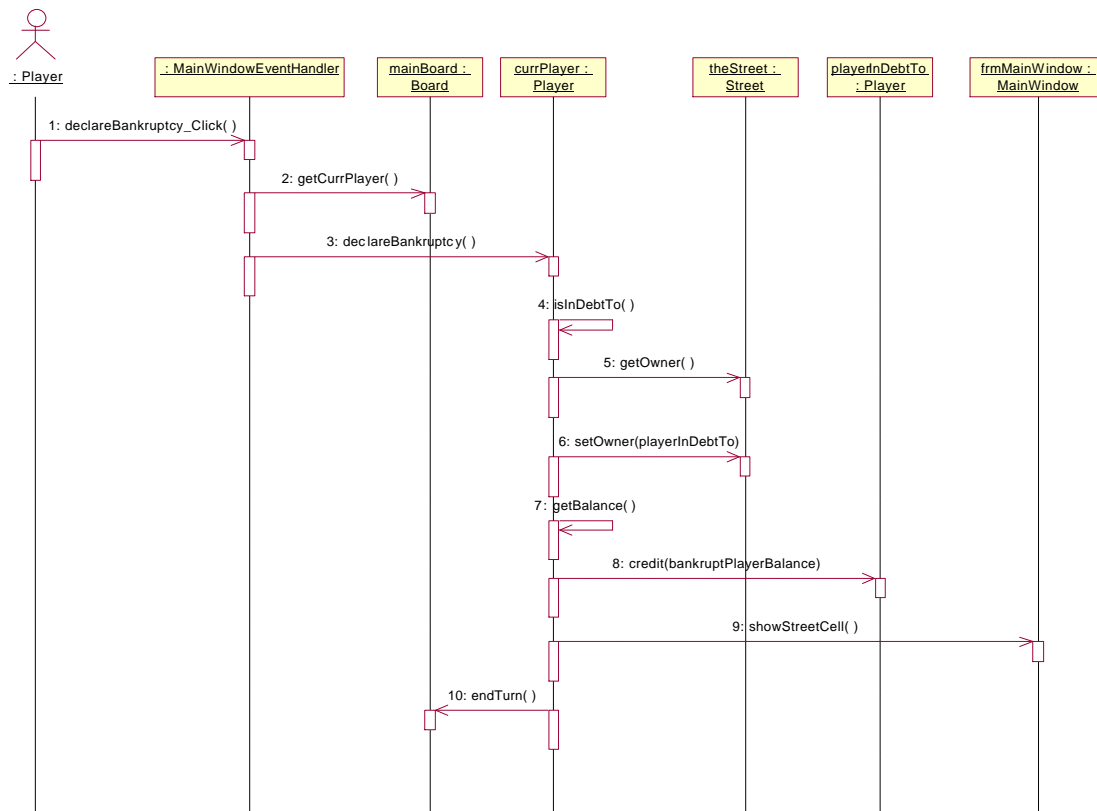 : Player
: MainWindowEventHandler
mainBoard :
Board
currPlayer :
Player
theStreet :
Street
playerInDebtTo
: Player
frmMainWindow :
MainWindow
1: declareBankruptcy_Click( )
2: getCurrPlayer( )
3: declareBankruptcy( )
4: isInDebtTo( )
5: getOwner( )
6: setOwner(playerInDebtTo)
7: getBalance( )
8: credit(bankruptPlayerBalance)
9: showStreetCell( )
10: endTurn( )